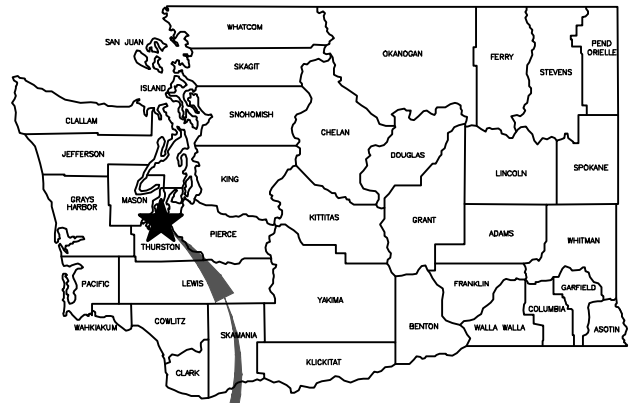 WHATCOM
SAN JUAN
SKAGIT
ISLAND
SNOHOMISH
OKANOGAN
FERRY
STEVENS
PEND
ORIELLE
CLALLAM
JEFFERSON
CHELAN
DOUGLAS
LINCOLN
SPOKANE
GRAYS
HARBOR
MASON
KING
KITTITAS
GRANT
ADAMS
WHITMAN
THURSTON
PIERCE
PACIFIC
LEWIS
YAKIMA
FRANKLIN
GARFIELD
COLUMBIA
WAHKIAKUM
COWLITZ
SKAMANIA
BENTON
WALLA WALLA
ASOTIN
CLARK
KLICKITAT